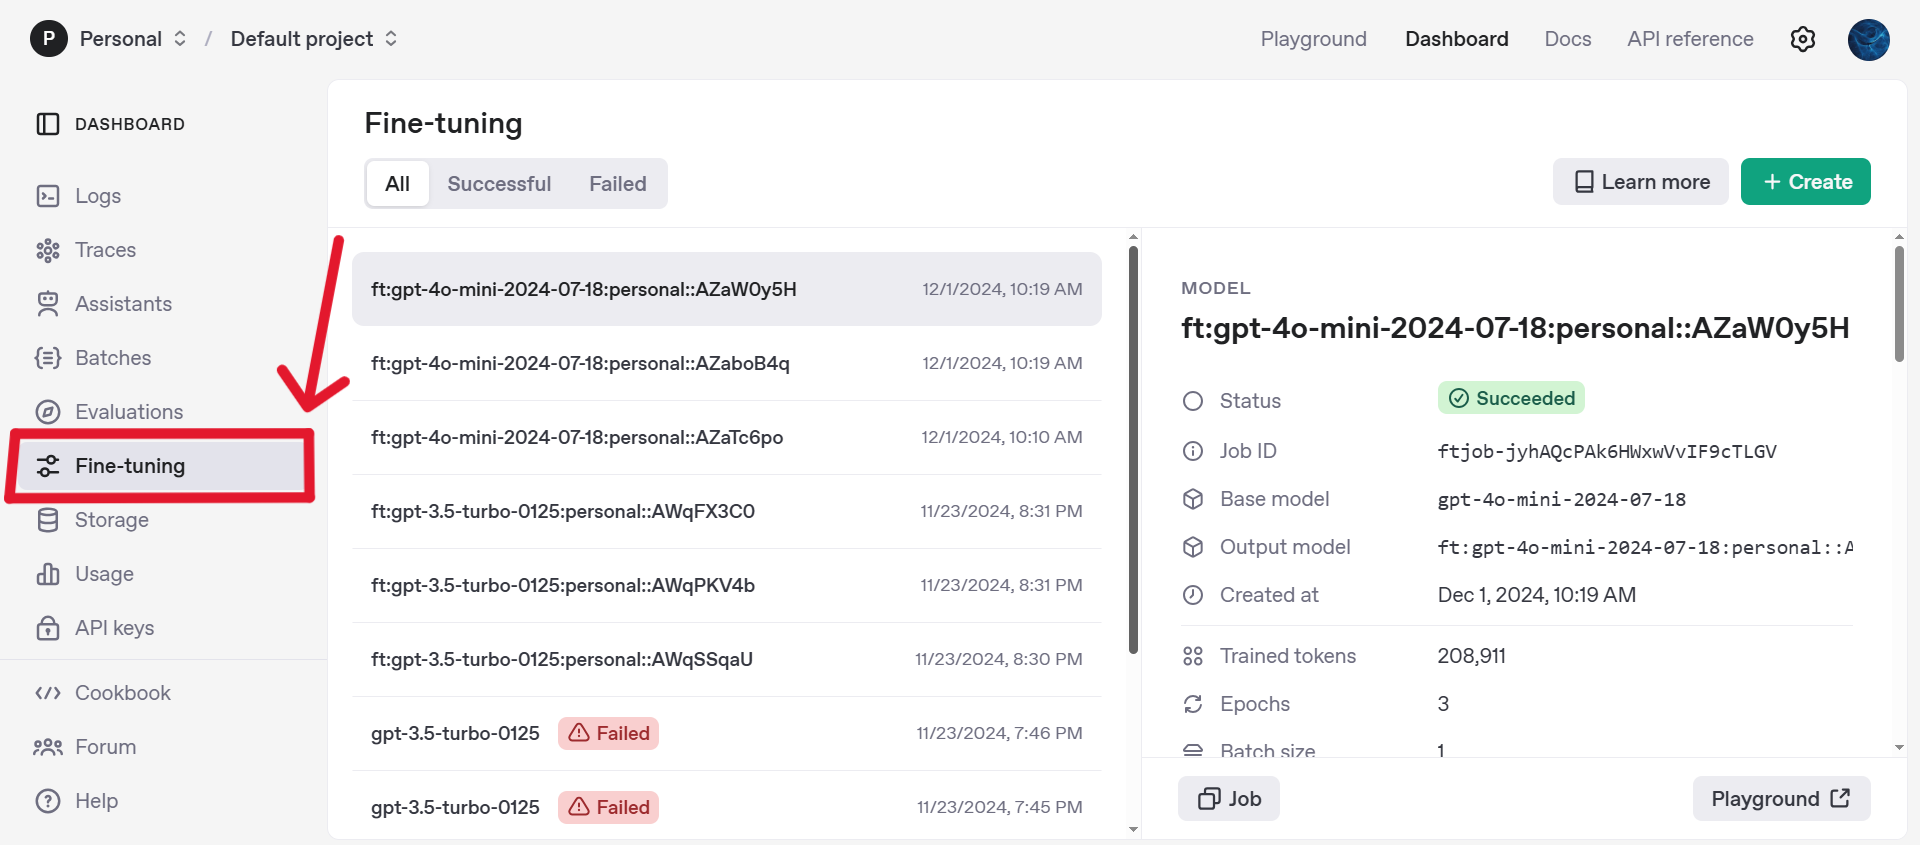 P Personal / Default project
Playground Dashboard Docs API reference
DASHBOARD
Logs
Traces
Assistants
Batches
Evaluations
Fine-tuning
Storage
Usage
API keys
Cookbook
Forum
Help
Fine-tuning
All Successful Failed
Learn more + Create
ft:gpt-4o-mini-2024-07-18:personal::AZaW0y5H 12/1/2024, 10:19 AM
ft:gpt-4o-mini-2024-07-18:personal::AZaboB4q 12/1/2024, 10:19 AM
ft:gpt-4o-mini-2024-07-18:personal::AZaTc6po 12/1/2024, 10:10 AM
ft:gpt-3.5-turbo-0125:personal::AWqFX3C0 11/23/2024, 8:31 PM
ft:gpt-3.5-turbo-0125:personal::AWqPKV4b 11/23/2024, 8:31 PM
ft:gpt-3.5-turbo-0125:personal::AWqSSqaU 11/23/2024, 8:30 PM
gpt-3.5-turbo-0125 Failed 11/23/2024, 7:46 PM
gpt-3.5-turbo-0125 Failed 11/23/2024, 7:45 PM
MODEL
ft:gpt-4o-mini-2024-07-18:personal::AZaW0y5H
Status Succeeded
Job ID ftjob-jyhAQcPAk6HWxwVvIF9cTLGV
Base model gpt-4o-mini-2024-07-18
Output model ft:gpt-4o-mini-2024-07-18:personal::A
Created at Dec 1, 2024, 10:19 AM
Trained tokens 208,911
Epochs 3
Batch size 1
Job Playground